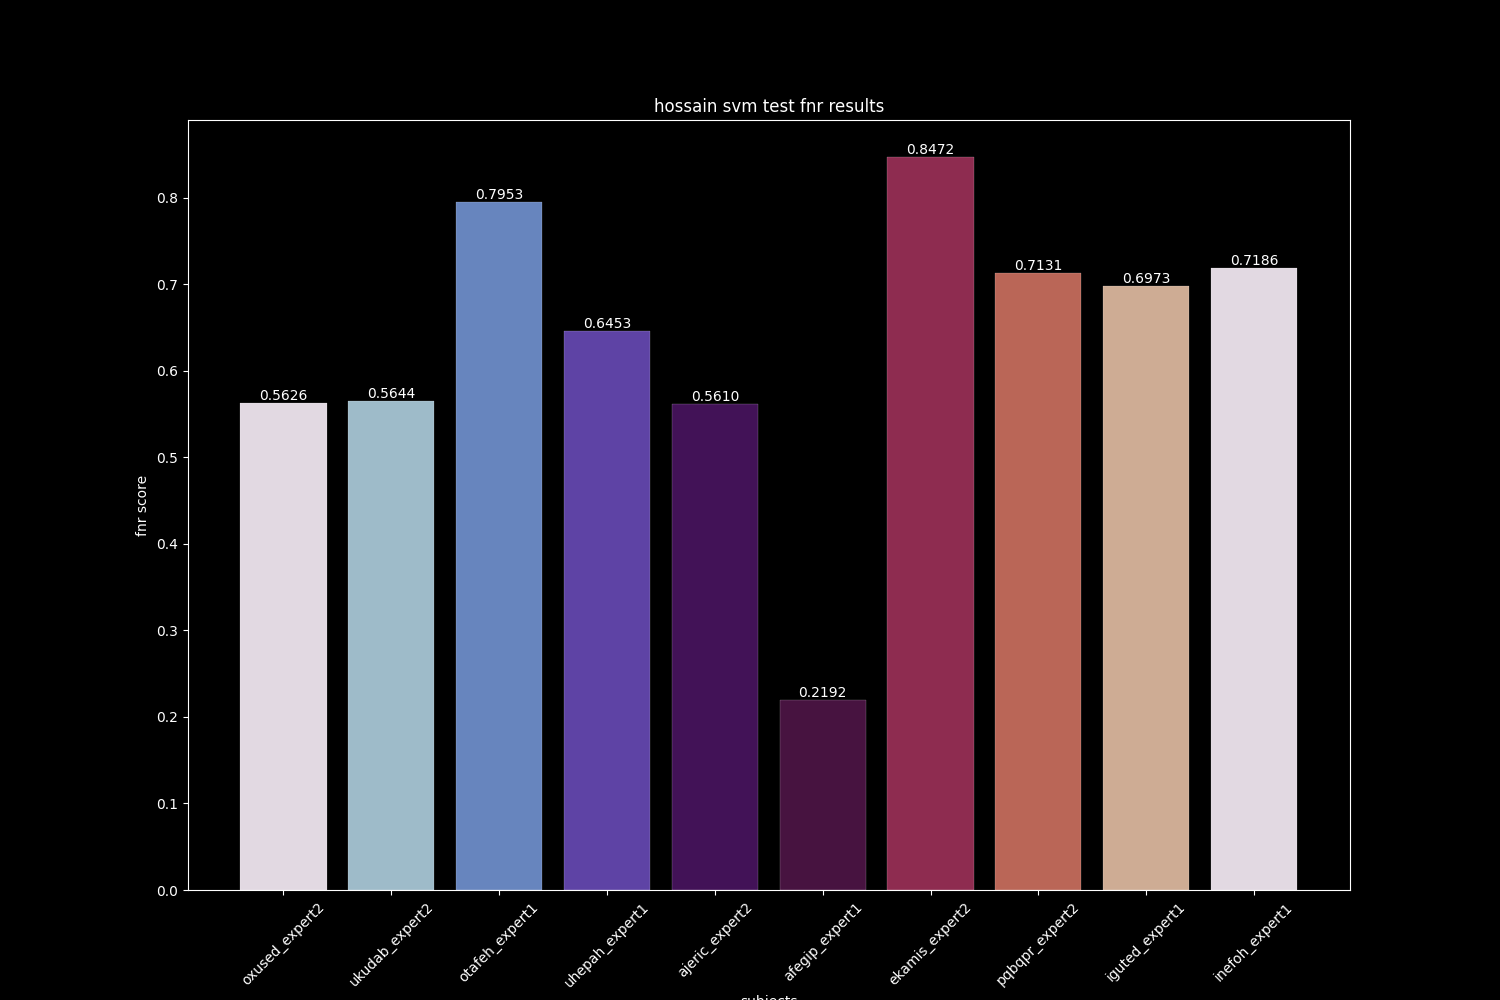 hossain svm test fnr results
0.8472
0.7953
0.8
0.7186
0.7131
0.6973
0.7
0.6453
0.6
0.5644
0.5626
0.5610
0.5
fnr score
0.4
0.3
0.2192
0.2
0.1
0.0
oxused_expert2
ukudab_expert2
otafeh_expert1
uhepah_expert1
ajeric_expert2
afegip_expert1
ekamis_expert2
pqbqpr_expert2
iguted_expert1
inefoh_expert1
subjects